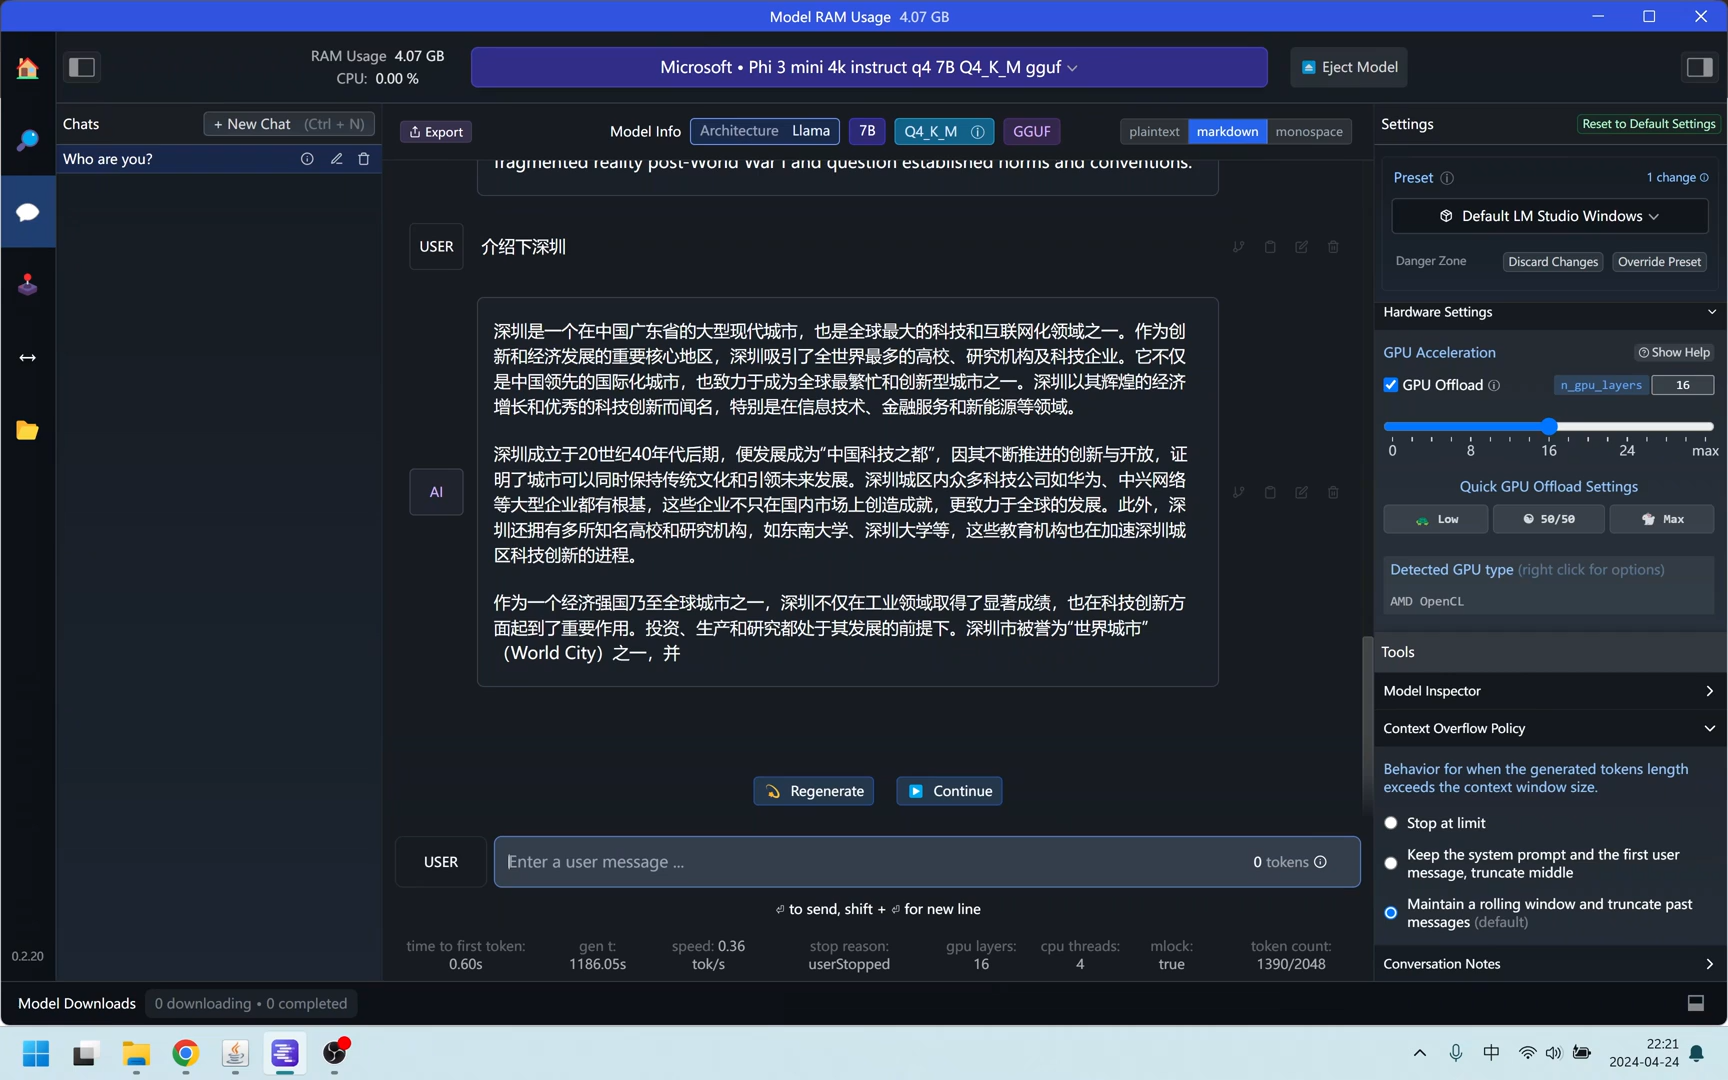 Model RAM Usage 4.07 GB
RAM Usage 4.07 GB
CPU: 0.00 %
Microsoft • Phi 3 mini 4k instruct q4 7B Q4_K_M gguf
Eject Model
Chats
+ New Chat (Ctrl + N)
Who are you?
Export
Model Info
Architecture Llama
7B
Q4_K_M
GGUF
plaintext
markdown
monospace
fragmented reality post-World War I and question established norms and conventions.
USER
介绍下深圳
AI
深圳是一个在中国广东省的大型现代城市，也是全球最大的科技和互联网化领域之一。作为创
新和经济发展的重要核心地区，深圳吸引了全世界最多的高校、研究机构及科技企业。它不仅
是中国领先的国际化城市，也致力于成为全球最繁忙和创新型城市之一。深圳以其辉煌的经济
增长和优秀的科技创新而闻名，特别是在信息技术、金融服务和新能源等领域。
深圳成立于20世纪40年代后期，便发展成为“中国科技之都”，因其不断推进的创新与开放，证
明了城市可以同时保持传统文化和引领未来发展。深圳城区内众多科技公司如华为、中兴网络
等大型企业都有根基，这些企业不只在国内市场上创造成就，更致力于全球的发展。此外，深
圳还拥有多所知名高校和研究机构，如东南大学、深圳大学等，这些教育机构也在加速深圳城
区科技创新的进程。
作为一个经济强国乃至全球城市之一，深圳不仅在工业领域取得了显著成绩，也在科技创新方
面起到了重要作用。投资、生产和研究都处于其发展的前提下。深圳市被誉为“世界城市”
（World City）之一，并
Regenerate
Continue
USER
Enter a user message ...
0 tokens
⏎ to send, shift + ⏎ for new line
time to first token:
0.60s
gen t:
1186.05s
speed: 0.36
tok/s
stop reason:
userStopped
gpu layers:
16
cpu threads:
4
mlock:
true
token count:
1390/2048
Settings
Reset to Default Settings
Preset
1 change
Default LM Studio Windows
Danger Zone
Discard Changes
Override Preset
Hardware Settings
GPU Acceleration
Show Help
GPU Offload
n_gpu_layers
16
0 8 16 24 max
Quick GPU Offload Settings
Low
50/50
Max
Detected GPU type (right click for options)
AMD OpenCL
Tools
Model Inspector
Context Overflow Policy
Behavior for when the generated tokens length
exceeds the context window size.
Stop at limit
Keep the system prompt and the first user
message, truncate middle
Maintain a rolling window and truncate past
messages (default)
Conversation Notes
0.2.20
Model Downloads
0 downloading • 0 completed
中
22:21
2024-04-24